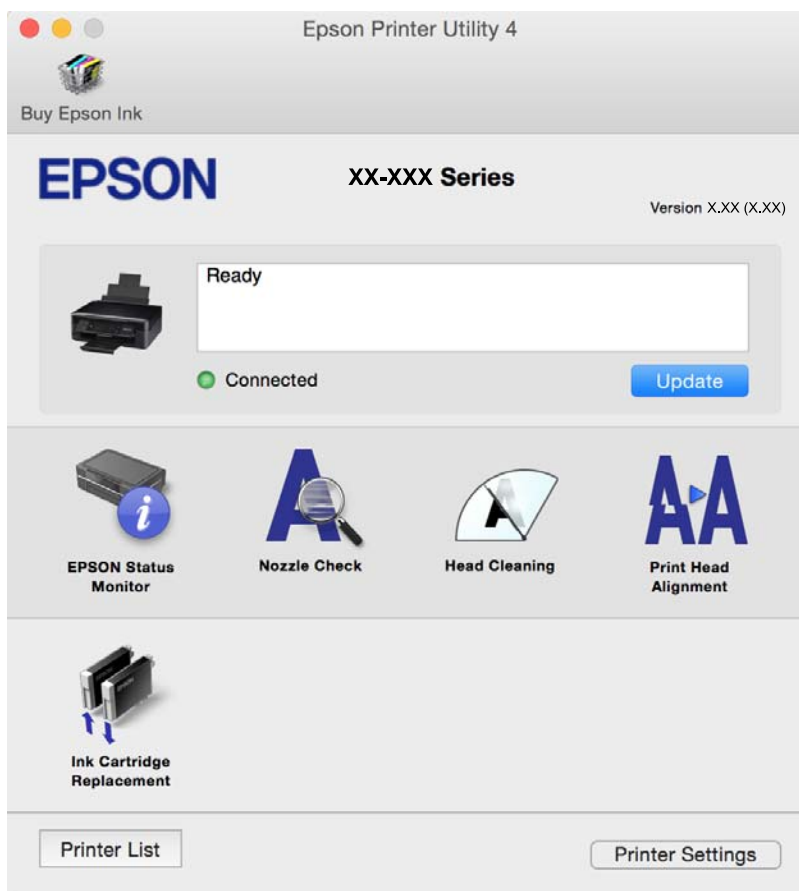 Epson Printer Utility 4
Buy Epson Ink
EPSON
XX-XXX Series
Version X.XX (X.XX)
Ready
Connected
Update
EPSON Status
Monitor
Nozzle Check
Head Cleaning
Print Head
Alignment
Ink Cartridge
Replacement
Printer List
Printer Settings